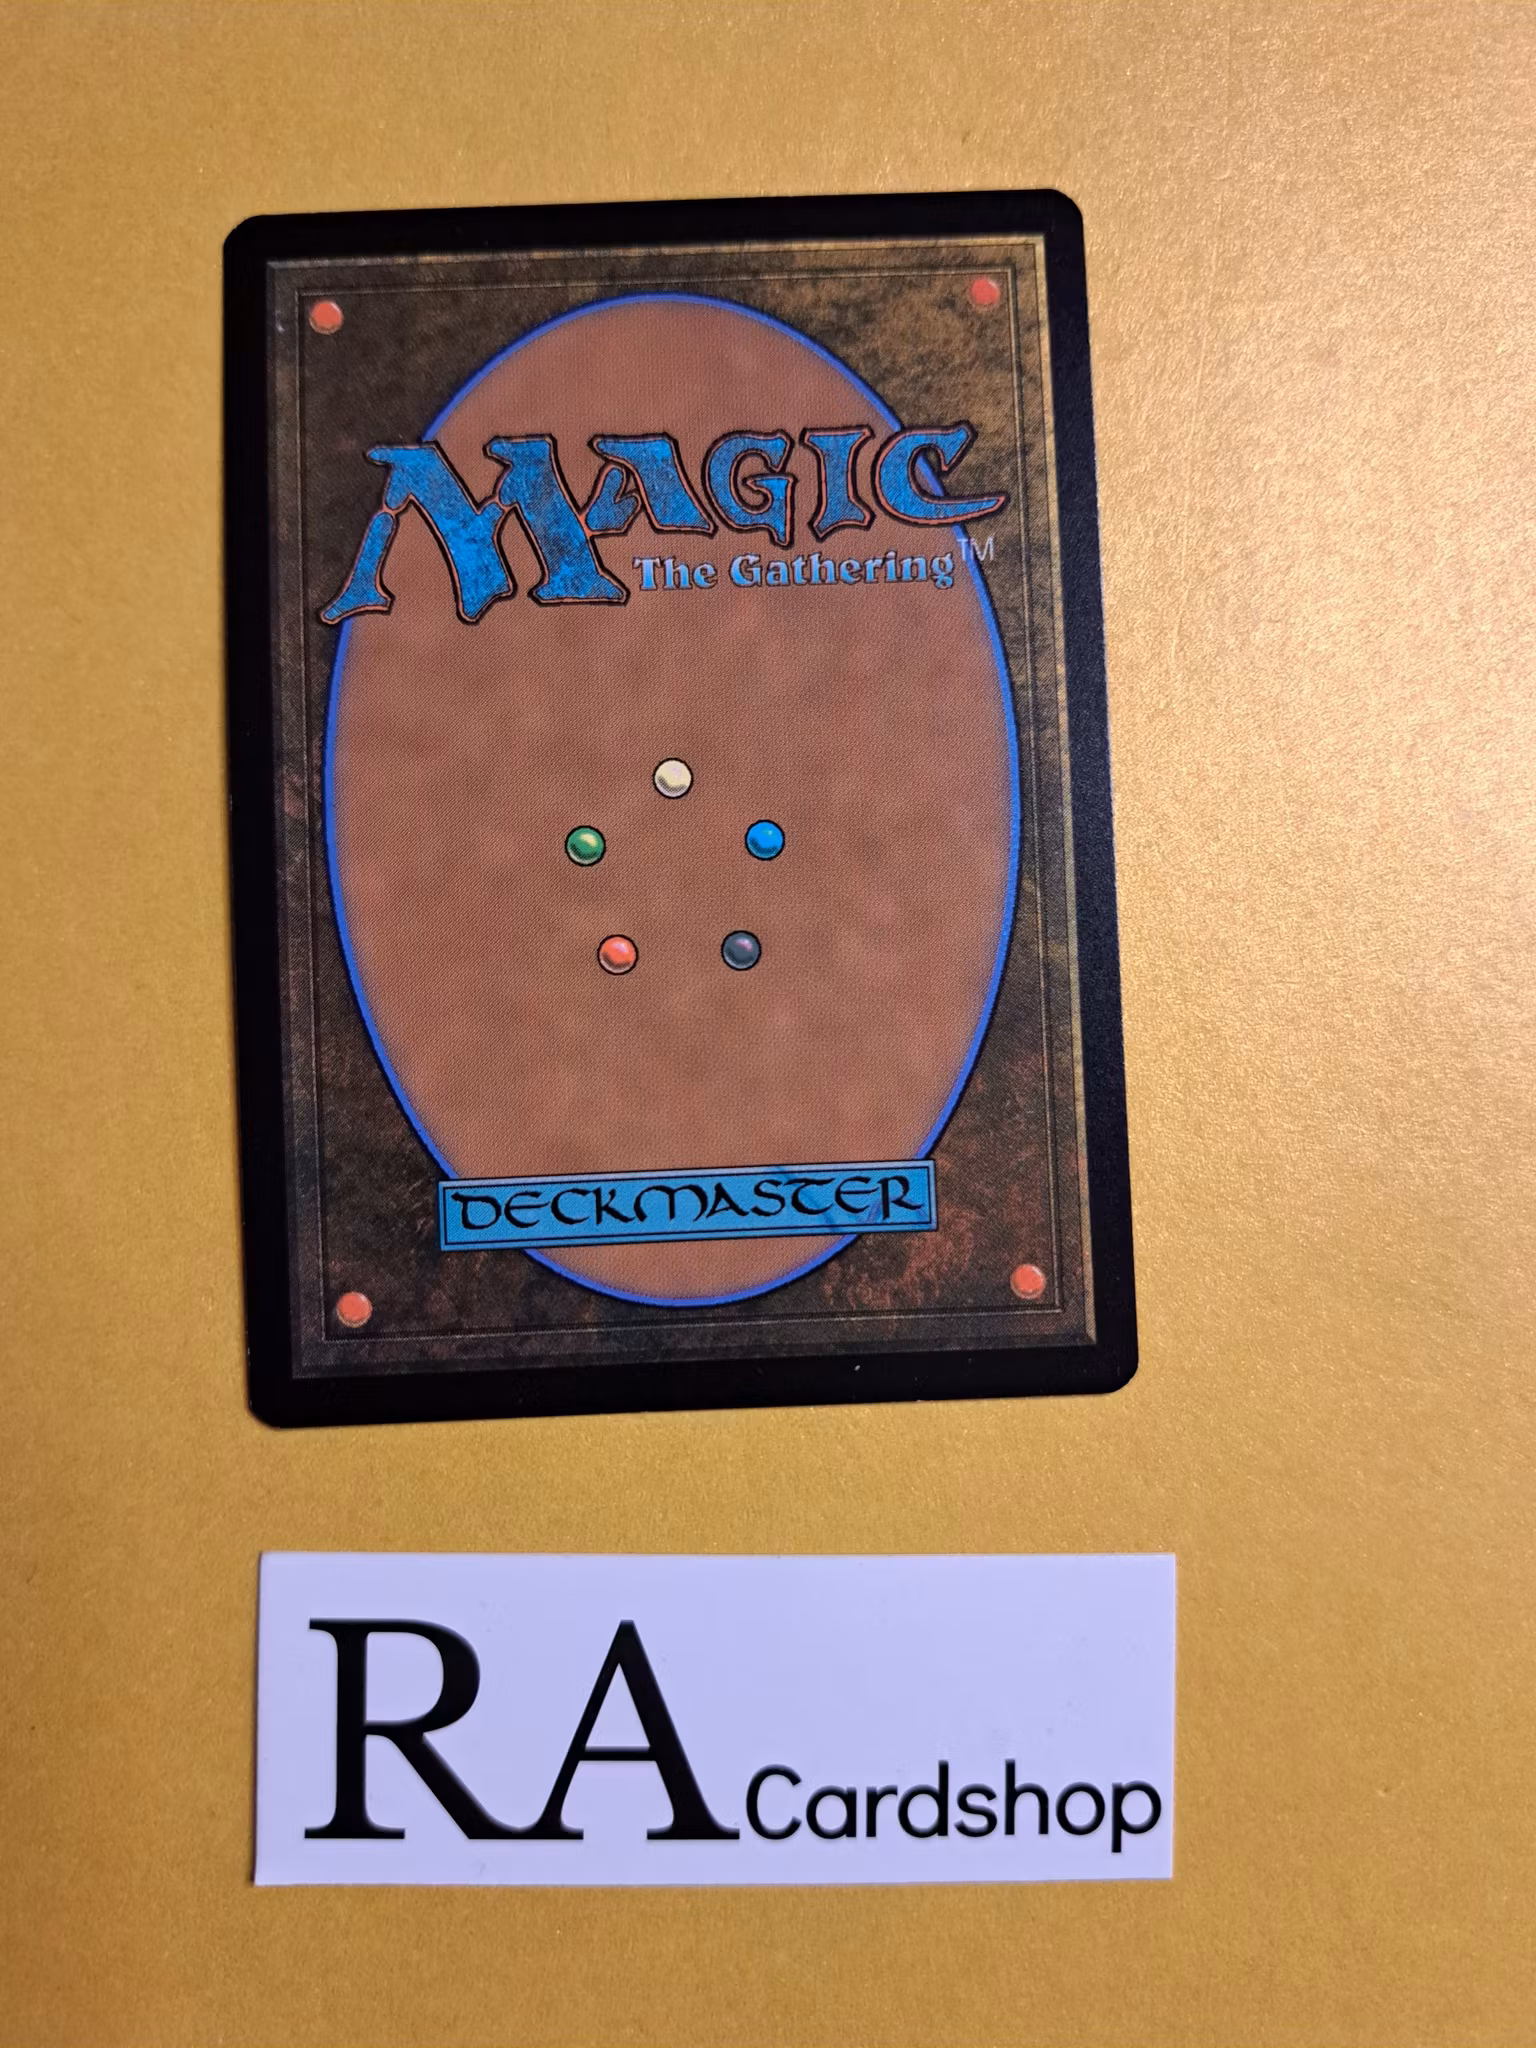 MAGIC
The Gathering™
DECKMASTER
RA Cardshop